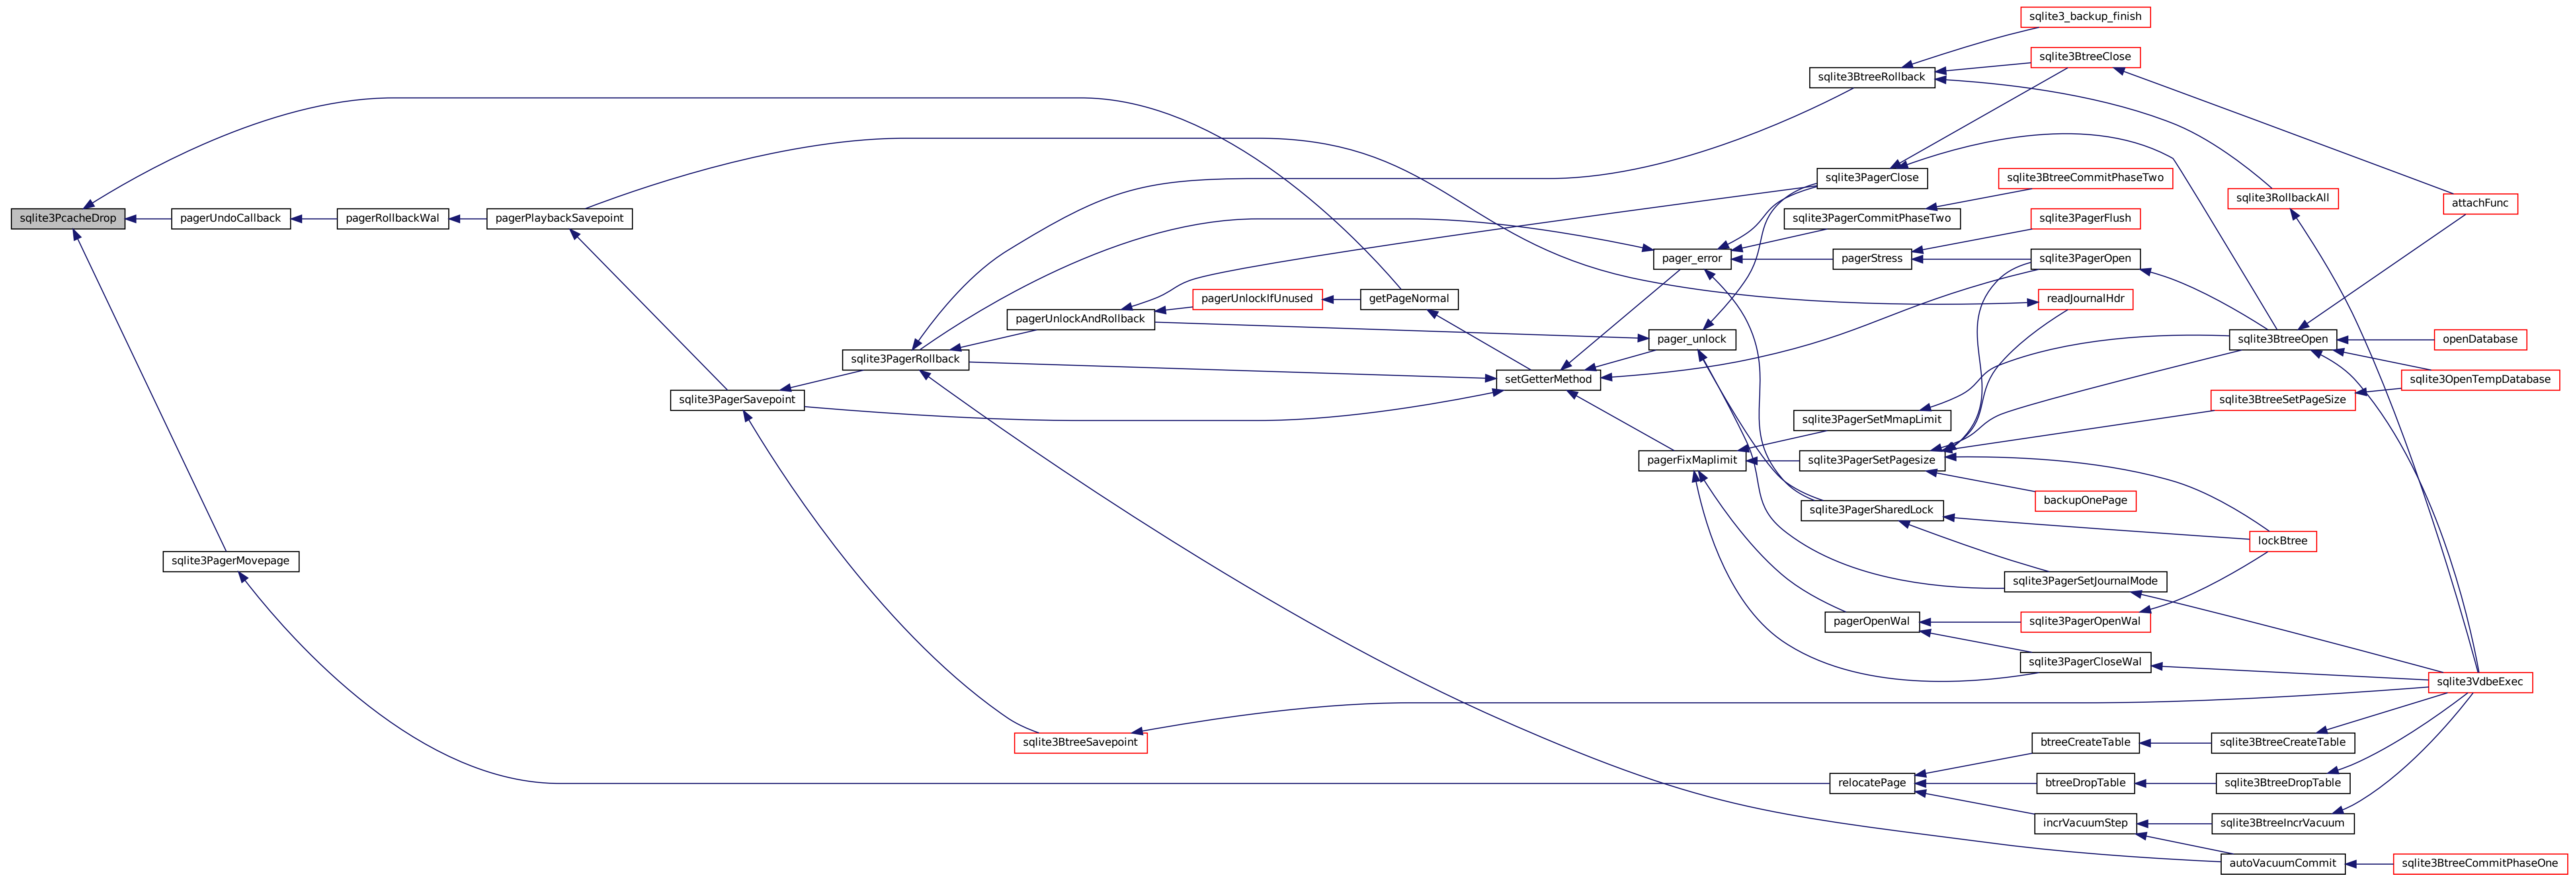 sqlite3_backup_finish
sqlite3BtreeClose
sqlite3BtreeRollback
sqlite3PagerClose
sqlite3BtreeCommitPhaseTwo
sqlite3RollbackAll
attachFunc
sqlite3PcacheDrop
pagerUndoCallback
pagerRollbackWal
pagerPlaybackSavepoint
sqlite3PagerCommitPhaseTwo
sqlite3PagerFlush
pager_error
pagerStress
sqlite3PagerOpen
pagerUnlockIfUnused
getPageNormal
readJournalHdr
pagerUnlockAndRollback
pager_unlock
sqlite3BtreeOpen
openDatabase
sqlite3PagerRollback
setGetterMethod
sqlite3OpenTempDatabase
sqlite3PagerSavepoint
sqlite3BtreeSetPageSize
sqlite3PagerSetMmapLimit
pagerFixMaplimit
sqlite3PagerSetPagesize
backupOnePage
sqlite3PagerSharedLock
lockBtree
sqlite3PagerMovepage
sqlite3PagerSetJournalMode
pagerOpenWal
sqlite3PagerOpenWal
sqlite3PagerCloseWal
sqlite3VdbeExec
sqlite3BtreeSavepoint
btreeCreateTable
sqlite3BtreeCreateTable
relocatePage
btreeDropTable
sqlite3BtreeDropTable
incrVacuumStep
sqlite3BtreeIncrVacuum
autoVacuumCommit
sqlite3BtreeCommitPhaseOne